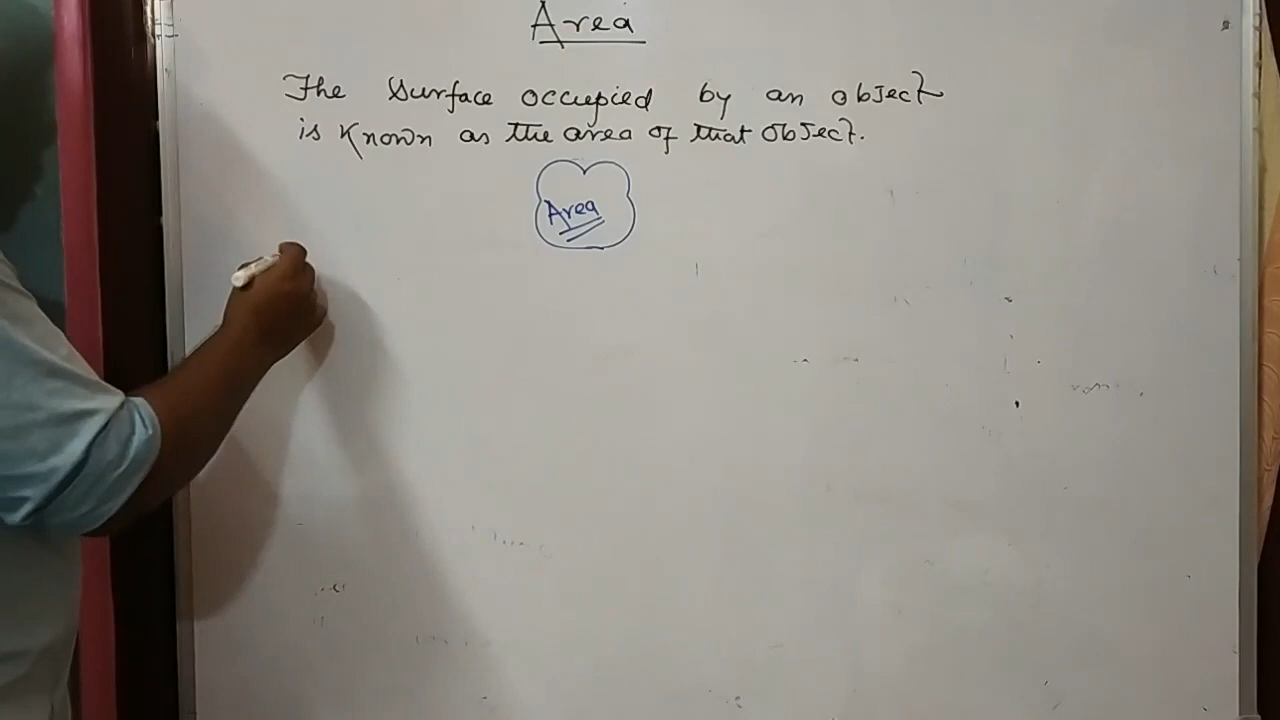 Area
The surface occupied by an object
is known as the area of that object.
Area